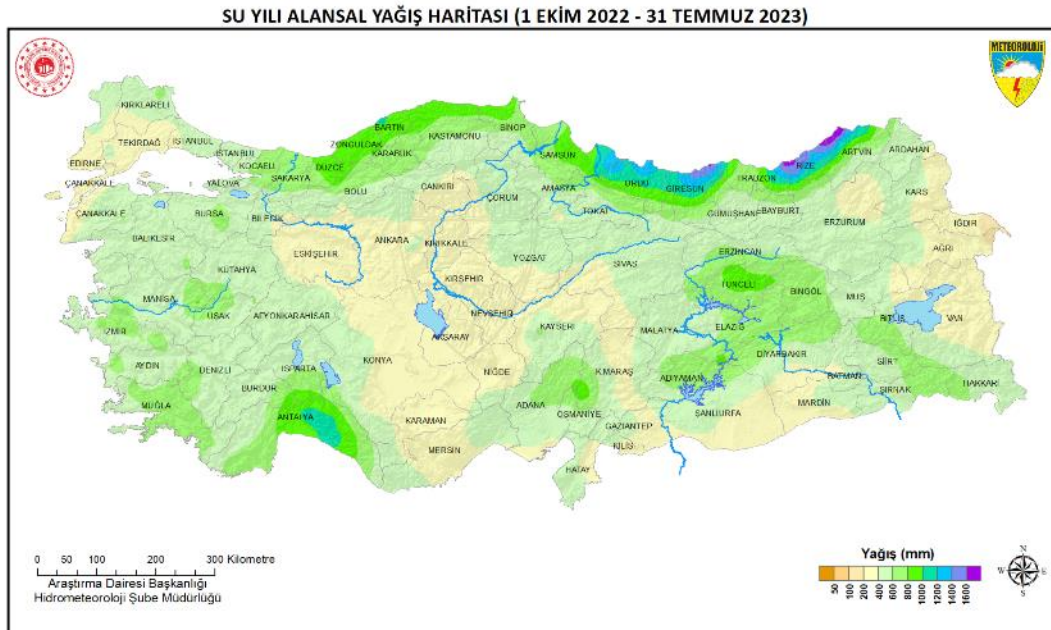 SU YILI ALANSAL YAĞIŞ HARİTASI (1 EKİM 2022 - 31 TEMMUZ 2023)
METEOROLOJİ
KIRKLARELİ
TEKİRDAĞ
İSTANBUL
İSTANBUL
EDİRNE
KOCAELİ
ÇANAKKALE
YALOVA
SAKARYA
DÜZCE
ZONGULDAK
BARTIN
KARABÜK
KASTAMONU
SİNOP
SAMSUN
ORDU
GİRESUN
TRABZON
RİZE
ARTVİN
ARDAHAN
ÇANAKKALE
BURSA
BİLECİK
BOLU
ÇANKIRI
ÇORUM
AMASYA
TOKAT
GÜMÜŞHANE
BAYBURT
ERZURUM
KARS
IĞDIR
BALIKESİR
ESKİŞEHİR
ANKARA
KIRIKKALE
YOZGAT
SİVAS
ERZİNCAN
AĞRI
KÜTAHYA
MANİSA
UŞAK
AFYONKARAHİSAR
KIRŞEHİR
NEVŞEHİR
KAYSERİ
MALATYA
TUNCELİ
BİNGÖL
MUŞ
ELAZIĞ
BİTLİS
VAN
İZMİR
AYDIN
DENİZLİ
ISPARTA
KONYA
AKSARAY
NİĞDE
K.MARAŞ
ADIYAMAN
DİYARBAKIR
BATMAN
SİİRT
ŞIRNAK
HAKKARİ
MUĞLA
BURDUR
ANTALYA
KARAMAN
MERSİN
ADANA
OSMANİYE
GAZİANTEP
KİLİS
ŞANLIURFA
MARDİN
HATAY
0 50 100 200 300 Kilometre
Araştırma Dairesi Başkanlığı
Hidrometeoroloji Şube Müdürlüğü
Yağış (mm)
50 100 200 400 600 800 1000 1200 1400 1600
N
W E
S